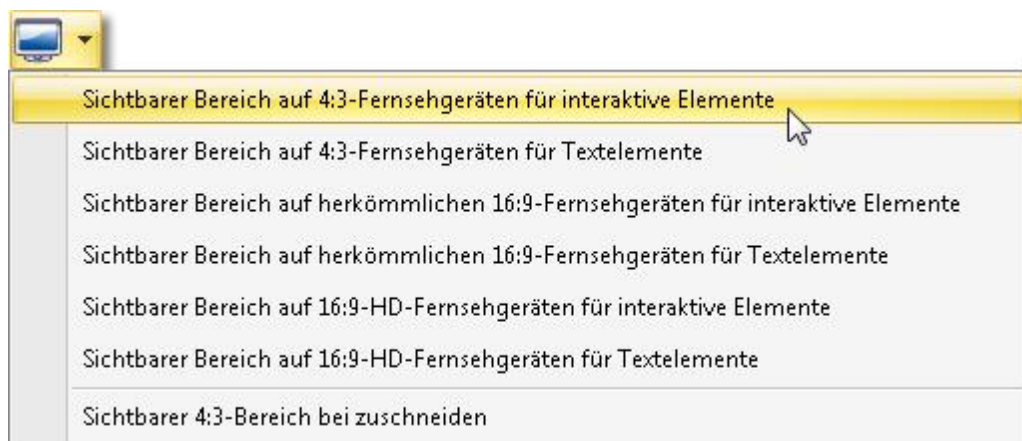 Sichtbarer Bereich auf 4:3-Fernsehgeräten für interaktive Elemente
Sichtbarer Bereich auf 4:3-Fernsehgeräten für Textelemente
Sichtbarer Bereich auf herkömmlichen 16:9-Fernsehgeräten für interaktive Elemente
Sichtbarer Bereich auf herkömmlichen 16:9-Fernsehgeräten für Textelemente
Sichtbarer Bereich auf 16:9-HD-Fernsehgeräten für interaktive Elemente
Sichtbarer Bereich auf 16:9-HD-Fernsehgeräten für Textelemente
Sichtbarer 4:3-Bereich bei zuschneiden